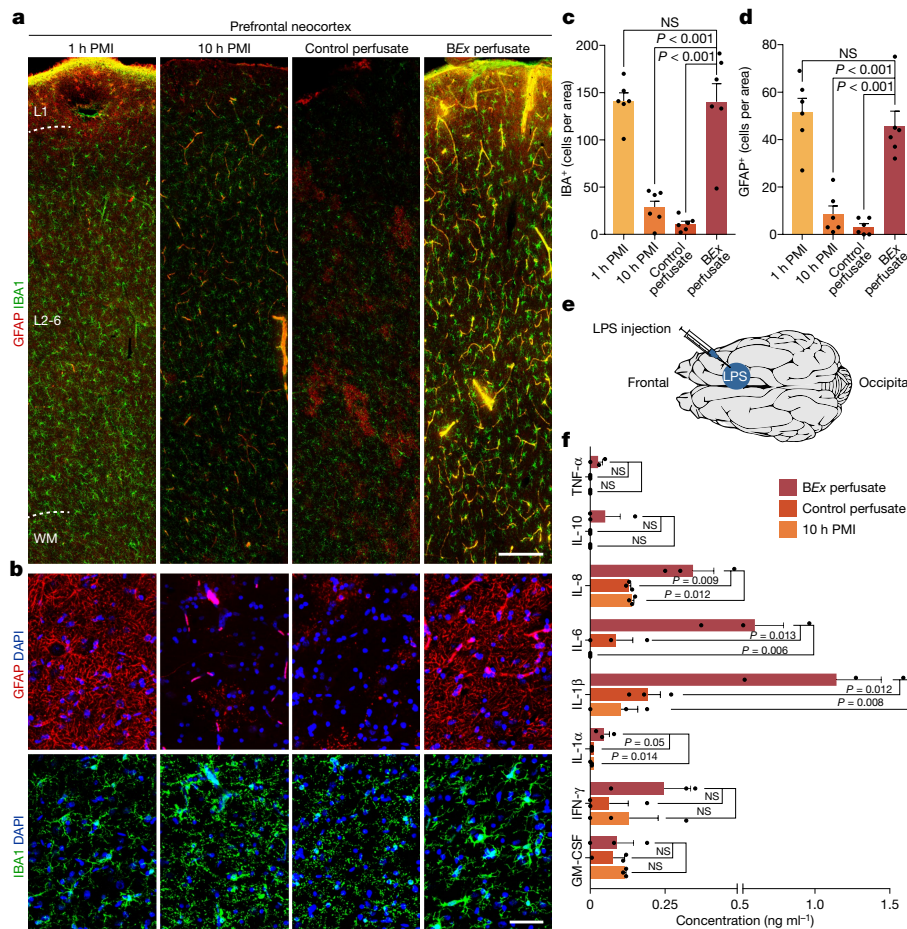 a
Prefrontal neocortex
1 h PMI
10 h PMI
Control perfusate
BEx perfusate
L1
L2-6
WM
GFAP IBA1
b
GFAP DAPI
IBA1 DAPI
c
NS
P < 0.001
P < 0.001
IBA⁺ (cells per area)
200
150
100
50
0
1 h PMI
10 h PMI
Control
perfusate
BEx
perfusate
d
NS
P < 0.001
P < 0.001
GFAP⁺ (cells per area)
80
60
40
20
0
1 h PMI
10 h PMI
Control
perfusate
BEx
perfusate
e
LPS injection
LPS
Frontal
Occipital
f
BEx perfusate
Control perfusate
10 h PMI
TNF-α
NS
NS
IL-10
NS
NS
IL-8
P = 0.009
P = 0.012
IL-6
P = 0.013
P = 0.006
IL-1β
P = 0.012
P = 0.008
IL-1α
P = 0.05
P = 0.014
IFN-γ
NS
NS
GM-CSF
NS
NS
0
0.25
0.5
1.0
1.5
Concentration (ng ml⁻¹)